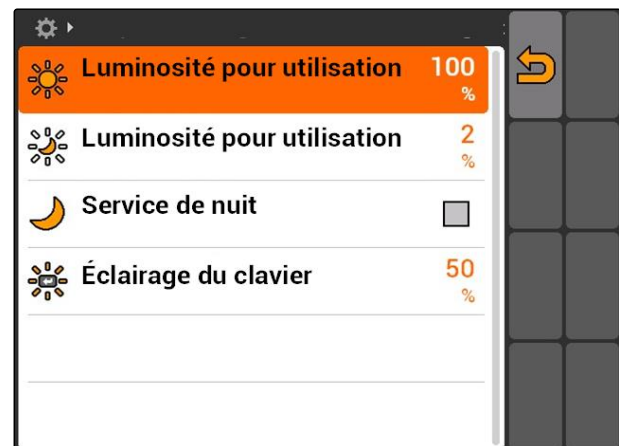 Luminosité pour utilisation 100
%
Luminosité pour utilisation 2
%
Service de nuit
Éclairage du clavier 50
%